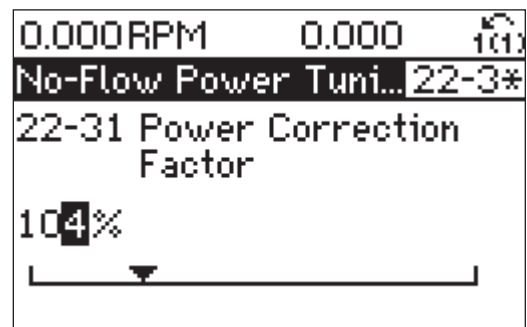 0.000RPM 0.000 1(1)
No-Flow Power Tuni... 22-3*
22-31 Power Correction
Factor
104%